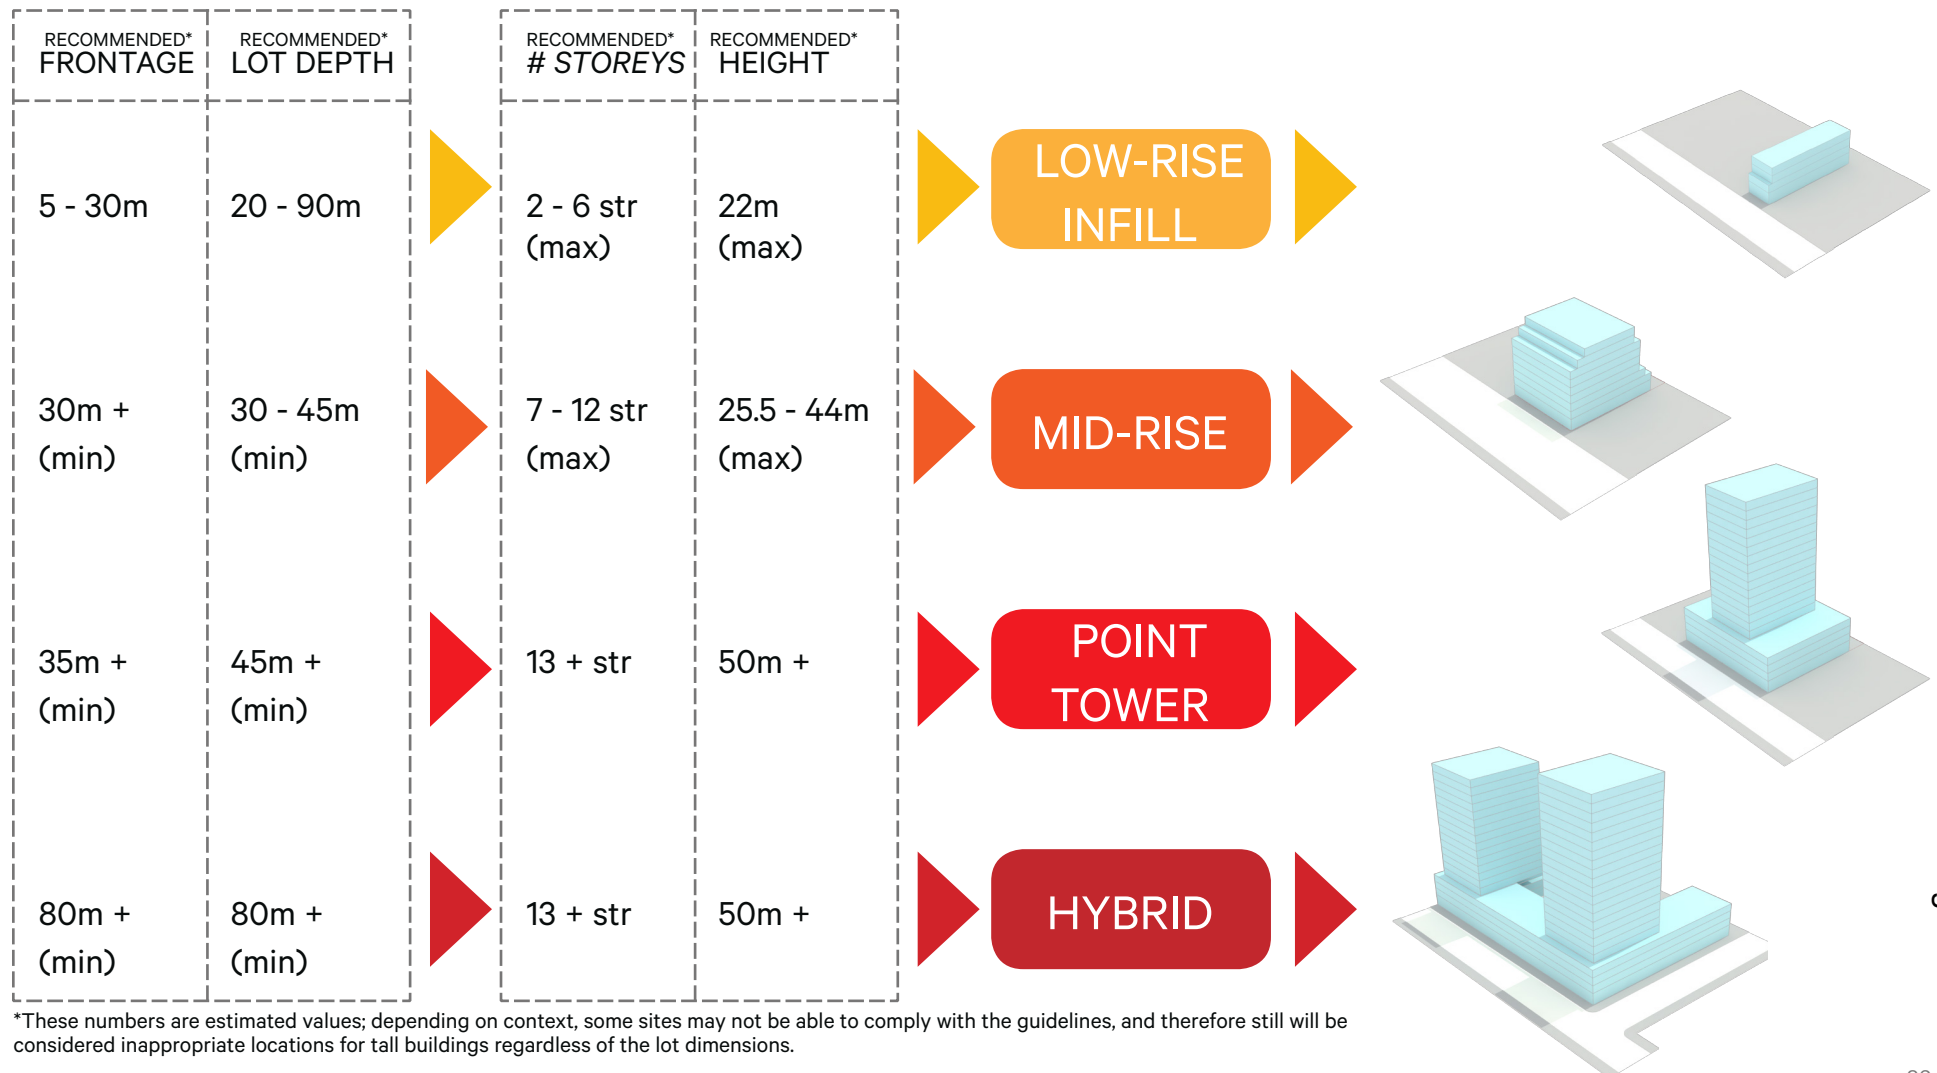 RECOMMENDED* RECOMMENDED* RECOMMENDED* RECOMMENDED*
FRONTAGE LOT DEPTH # STOREYS HEIGHT
5 - 30m 20 - 90m 2 - 6 str 22m
(max) (max)
LOW-RISE
INFILL
30m + 30 - 45m 7 - 12 str 25.5 - 44m
(min) (min) (max) (max)
MID-RISE
35m + 45m + 13 + str 50m +
(min) (min)
POINT
TOWER
80m + 80m + 13 + str 50m +
(min) (min)
HYBRID
*These numbers are estimated values; depending on context, some sites may not be able to comply with the guidelines, and therefore still will be
considered inappropriate locations for tall buildings regardless of the lot dimensions.